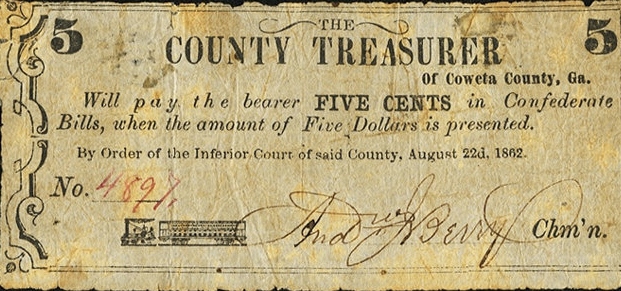 THE
5 COUNTY TREASURER 5
Of Coweta County, Ga.
Will pay the bearer FIVE CENTS in Confederate
Bills, when the amount of Five Dollars is presented.
By Order of the Inferior Court of said County, August 22d, 1862.
No. 4897.
Andw J Berry Chm'n.